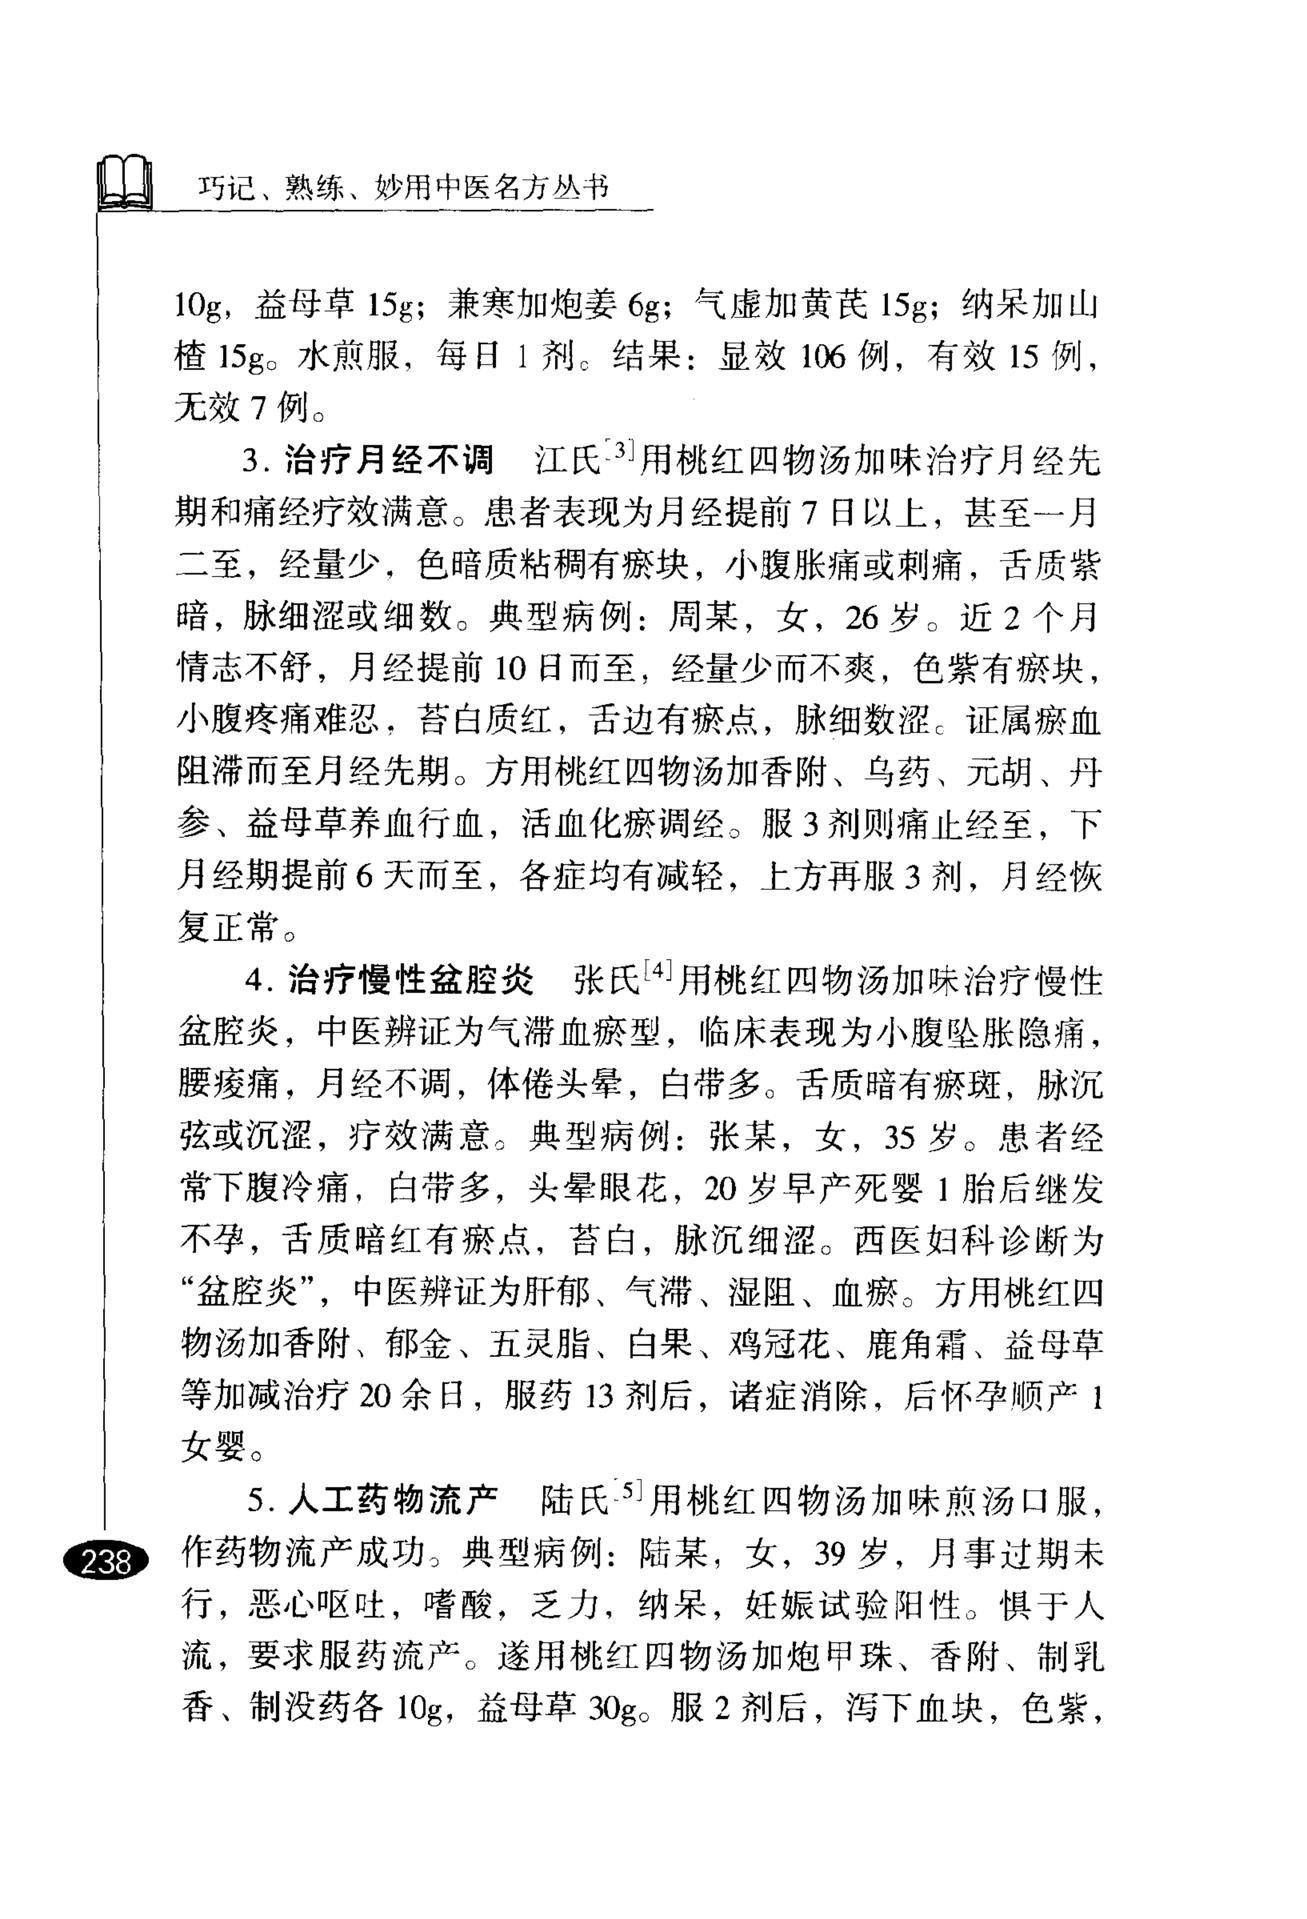 巧记、熟练、妙用中医名方丛书
10g，益母草 15g；兼寒加炮姜 6g；气虚加黄芪 15g；纳呆加山
楂 15g。水煎服，每日 1 剂。结果：显效 106 例，有效 15 例，
无效 7 例。
3. 治疗月经不调　江氏[3]用桃红四物汤加味治疗月经先
期和痛经疗效满意。患者表现为月经提前 7 日以上，甚至一月
二至，经量少，色暗质粘稠有瘀块，小腹胀痛或刺痛，舌质紫
暗，脉细涩或细数。典型病例：周某，女，26 岁。近 2 个月
情志不舒，月经提前 10 日而至，经量少而不爽，色紫有瘀块，
小腹疼痛难忍，苔白质红，舌边有瘀点，脉细数涩。证属瘀血
阻滞而至月经先期。方用桃红四物汤加香附、乌药、元胡、丹
参、益母草养血行血，活血化瘀调经。服 3 剂则痛止经至，下
月经期提前 6 天而至，各症均有减轻，上方再服 3 剂，月经恢
复正常。
4. 治疗慢性盆腔炎　张氏[4]用桃红四物汤加味治疗慢性
盆腔炎，中医辨证为气滞血瘀型，临床表现为小腹坠胀隐痛，
腰痠痛，月经不调，体倦头晕，白带多。舌质暗有瘀斑，脉沉
弦或沉涩，疗效满意。典型病例：张某，女，35 岁。患者经
常下腹冷痛，白带多，头晕眼花，20 岁早产死婴 1 胎后继发
不孕，舌质暗红有瘀点，苔白，脉沉细涩。西医妇科诊断为
“盆腔炎”，中医辨证为肝郁、气滞、湿阻、血瘀。方用桃红四
物汤加香附、郁金、五灵脂、白果、鸡冠花、鹿角霜、益母草
等加减治疗 20 余日，服药 13 剂后，诸症消除，后怀孕顺产 1
女婴。
5. 人工药物流产　陆氏[5]用桃红四物汤加味煎汤口服，
作药物流产成功。典型病例：陆某，女，39 岁，月事过期未
行，恶心呕吐，嗜酸，乏力，纳呆，妊娠试验阳性。惧于人
流，要求服药流产。遂用桃红四物汤加炮甲珠、香附、制乳
香、制没药各 10g，益母草 30g。服 2 剂后，泻下血块，色紫，
238